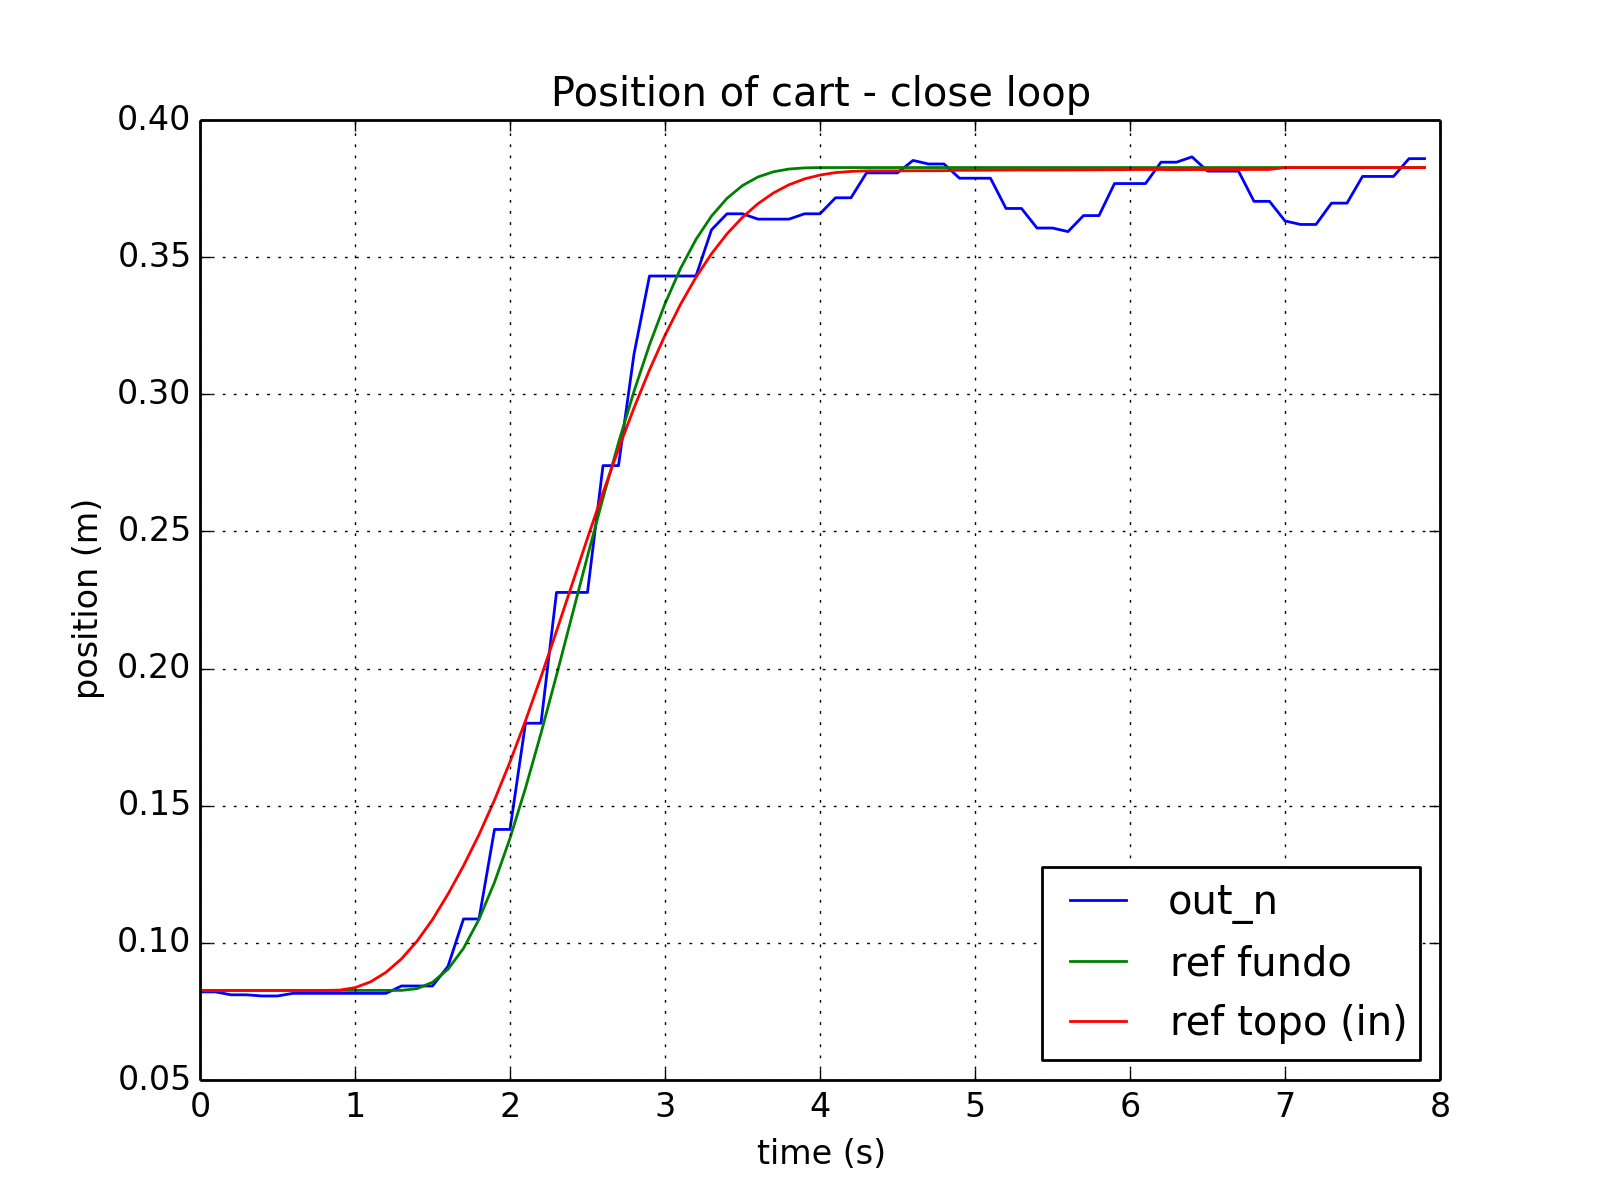 Position of cart - close loop
0.40
0.35
0.30
0.25
0.20
0.15
0.10
0.05
position (m)
out_n
ref fundo
ref topo (in)
0 1 2 3 4 5 6 7 8
time (s)